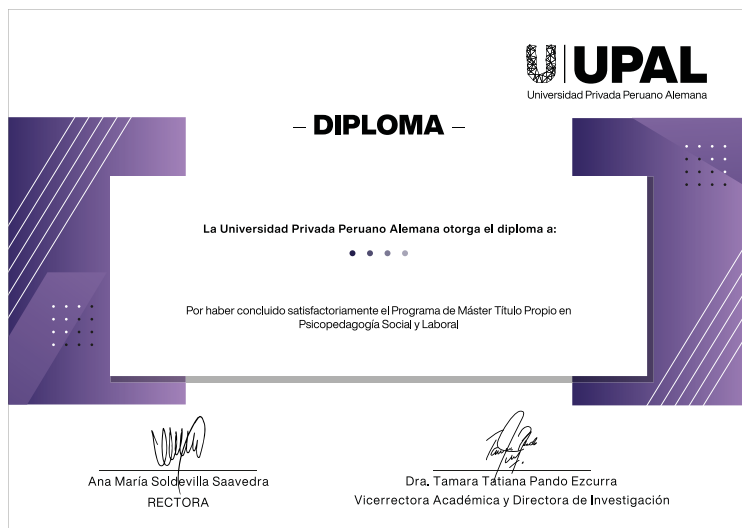 UPAL
Universidad Privada Peruano Alemana
– DIPLOMA –
La Universidad Privada Peruano Alemana otorga el diploma a:
Por haber concluido satisfactoriamente el Programa de Máster Título Propio en
Psicopedagogía Social y Laboral
Ana María Soldevilla Saavedra
RECTORA
Dra. Tamara Tatiana Pando Ezcurra
Vicerrectora Académica y Directora de Investigación